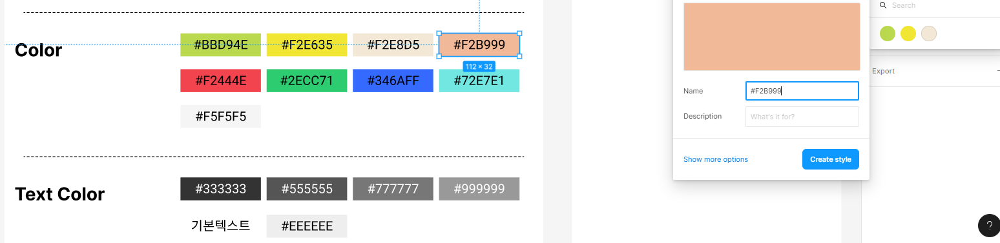 Color
#BBD94E #F2E635 #F2E8D5 #F2B999
112 × 32
#F2444E #2ECC71 #346AFF #72E7E1
#F5F5F5
Text Color
#333333 #555555 #777777 #999999
기본텍스트 #EEEEEE
Name #F2B999
Description What's it for?
Show more options Create style
Search
Export
?